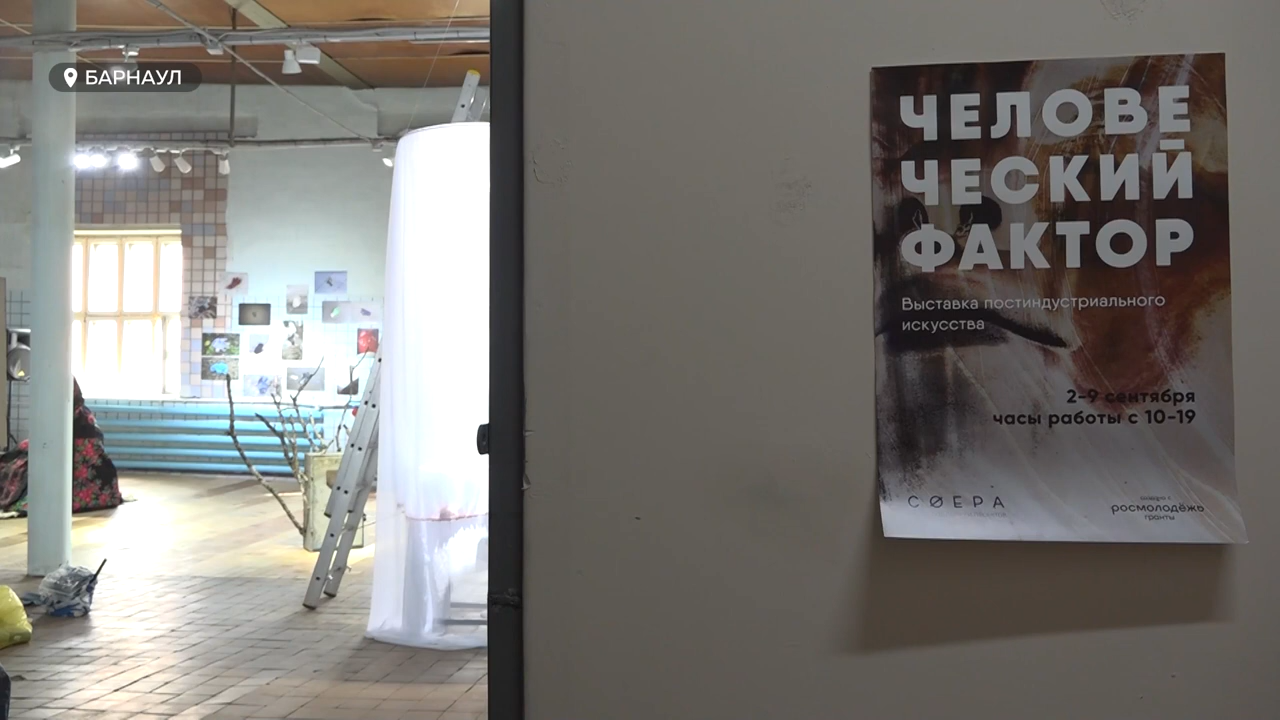 БАРНАУЛ
ЧЕЛОВЕ
ЧЕСКИЙ
ФАКТОР
Выставка постиндустриального
искусства
2-9 сентября
часы работы с 10-19
СФЕРА
росмолодёжь
гранты